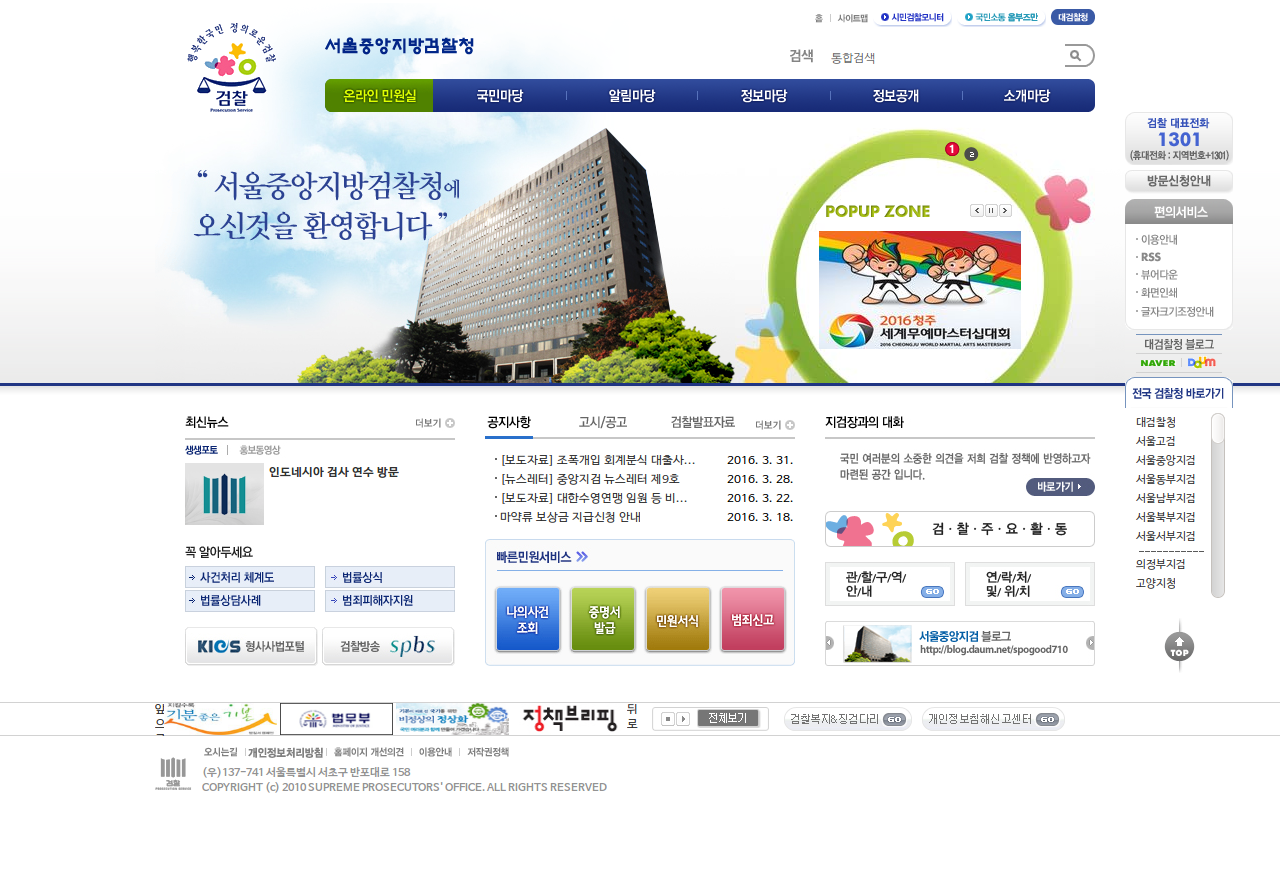 홈 | 사이트맵 시민검찰모니터 국민소통 옴부즈만 대검찰청
행복한국민 정의로운검찰
검찰
Prosecution Service
서울중앙지방검찰청
검색 통합검색
온라인 민원실 국민마당 알림마당 정보마당 정보공개 소개마당
“ 서울중앙지방검찰청에
오신것을 환영합니다 ”
1 2
POPUP ZONE
2016 청주
세계무예마스터십대회
2016 CHEONGJU WORLD MARTIAL ARTS MASTERSHIPS
검찰 대표전화
1301
(휴대전화 : 지역번호+1301)
방문신청안내
편의서비스
· 이용안내
· RSS
· 뷰어다운
· 화면인쇄
· 글자크기조정안내
대검찰청 블로그
NAVER | Daum
전국 검찰청 바로가기
대검찰청
서울고검
서울중앙지검
서울동부지검
서울남부지검
서울북부지검
서울서부지검
------------
의정부지검
고양지청
TOP
최신뉴스 더보기
생생포토 | 홍보동영상
인도네시아 검사 연수 방문
꼭 알아두세요
사건처리 체계도 법률상식
법률상담사례 범죄피해자지원
KICS 형사사법포털 검찰방송 spbs
공지사항 고시/공고 검찰발표자료 더보기
· [보도자료] 조폭개입 회계분식 대출사... 2016. 3. 31.
· [뉴스레터] 중앙지검 뉴스레터 제9호 2016. 3. 28.
· [보도자료] 대한수영연맹 임원 등 비... 2016. 3. 22.
· 마약류 보상금 지급신청 안내 2016. 3. 18.
빠른민원서비스
나의사건
조회
증명서
발급
민원서식
범죄신고
지검장과의 대화
국민 여러분의 소중한 의견을 저희 검찰 정책에 반영하고자
마련된 공간 입니다.
바로가기
검 · 찰 · 주 · 요 · 활 · 동
관/할/구/역/
안/내
GO
연/락/처/
및/ 위/치
GO
서울중앙지검 블로그
http://blog.daum.net/spogood710
앞으
기분좋은
법무부
MINISTRY OF JUSTICE
비정상의 정상화
정책브리핑
뒤로
전체보기
검찰복지&징검다리 GO
개인정보침해신고센터 GO
오시는길 | 개인정보처리방침 | 홈페이지 개선의견 | 이용안내 | 저작권정책
검찰
PROSECUTION SERVICE
(우)137-741 서울특별시 서초구 반포대로 158
COPYRIGHT (c) 2010 SUPREME PROSECUTORS' OFFICE. ALL RIGHTS RESERVED